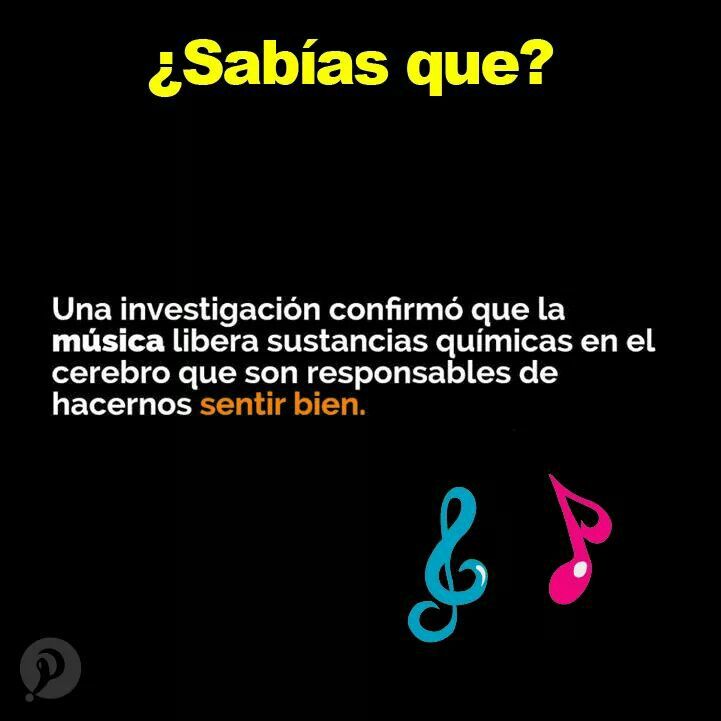 ¿Sabías que?
Una investigación confirmó que la
música libera sustancias químicas en el
cerebro que son responsables de
hacernos sentir bien.